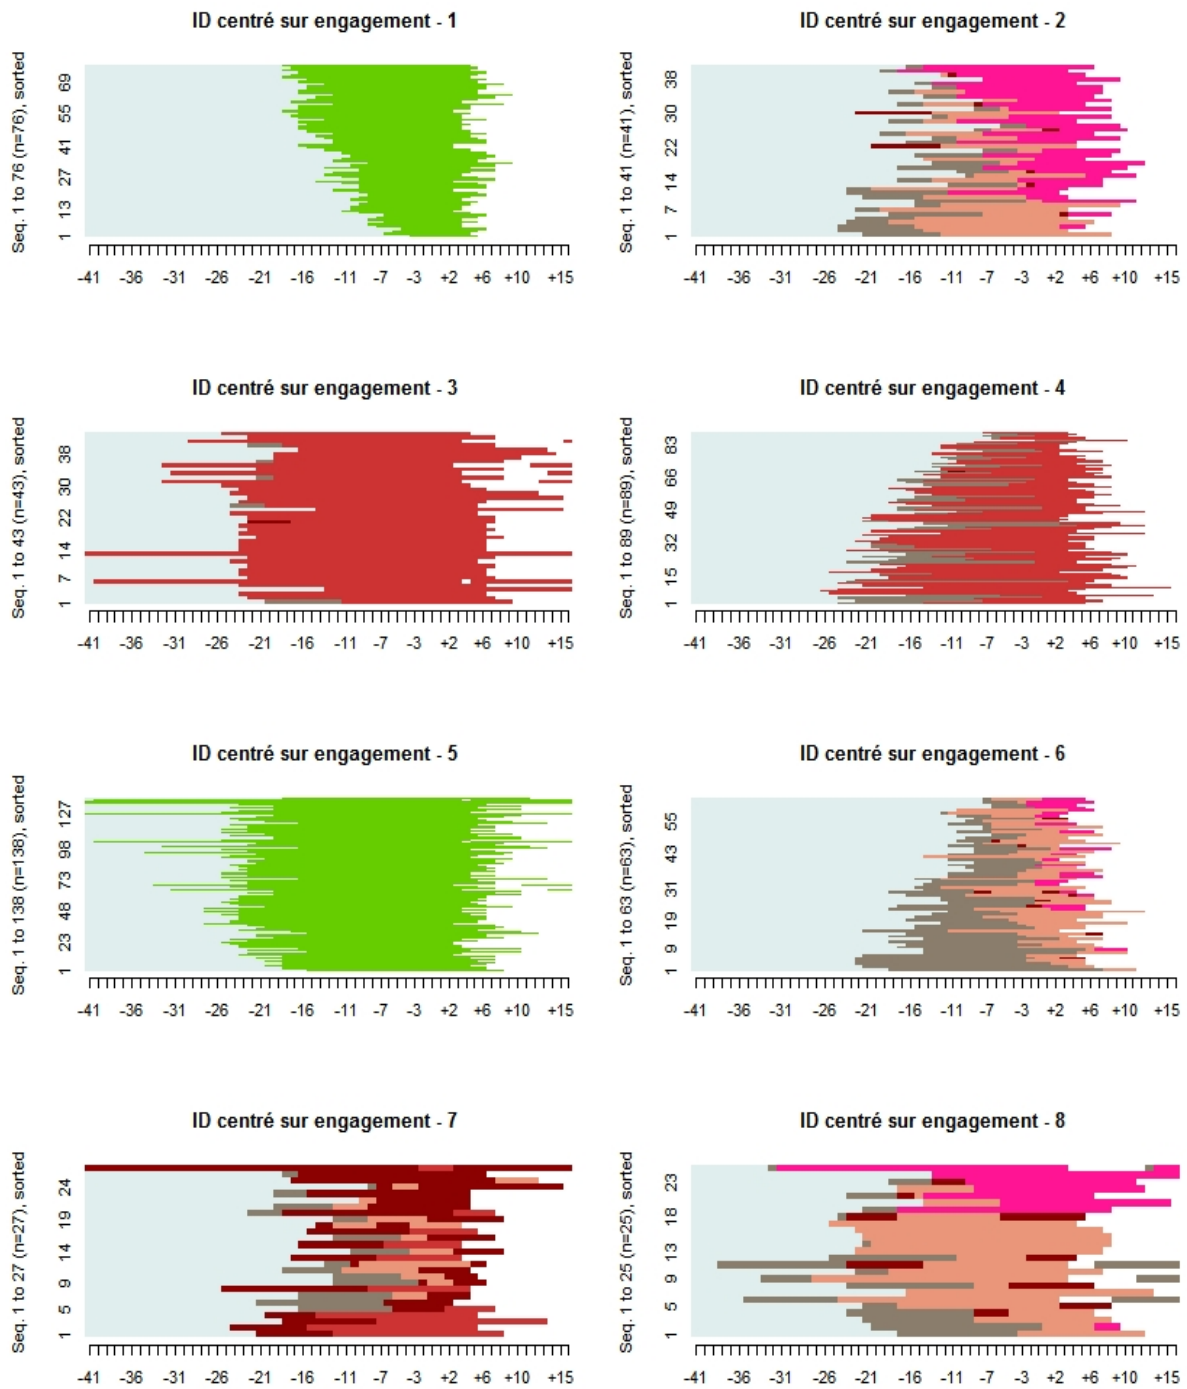 ID centré sur engagement - 1
Seq. 1 to 76 (n=76), sorted
1 13 27 41 55 69
-41 -36 -31 -26 -21 -16 -11 -7 -3 +2 +6 +10 +15
ID centré sur engagement - 2
Seq. 1 to 41 (n=41), sorted
1 7 14 22 30 38
-41 -36 -31 -26 -21 -16 -11 -7 -3 +2 +6 +10 +15
ID centré sur engagement - 3
Seq. 1 to 43 (n=43), sorted
1 7 14 22 30 38
-41 -36 -31 -26 -21 -16 -11 -7 -3 +2 +6 +10 +15
ID centré sur engagement - 4
Seq. 1 to 89 (n=89), sorted
1 15 32 49 66 83
-41 -36 -31 -26 -21 -16 -11 -7 -3 +2 +6 +10 +15
ID centré sur engagement - 5
Seq. 1 to 138 (n=138), sorted
1 23 48 73 98 127
-41 -36 -31 -26 -21 -16 -11 -7 -3 +2 +6 +10 +15
ID centré sur engagement - 6
Seq. 1 to 63 (n=63), sorted
1 9 19 31 43 55
-41 -36 -31 -26 -21 -16 -11 -7 -3 +2 +6 +10 +15
ID centré sur engagement - 7
Seq. 1 to 27 (n=27), sorted
1 5 9 14 19 24
-41 -36 -31 -26 -21 -16 -11 -7 -3 +2 +6 +10 +15
ID centré sur engagement - 8
Seq. 1 to 25 (n=25), sorted
1 5 9 13 18 23
-41 -36 -31 -26 -21 -16 -11 -7 -3 +2 +6 +10 +15